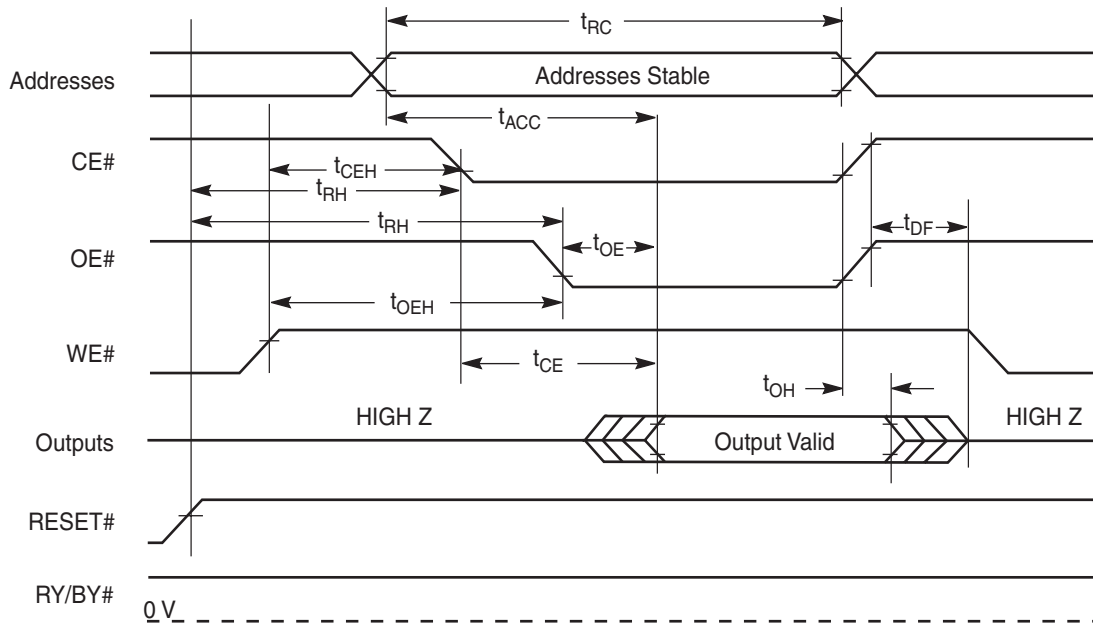 tRC
Addresses
Addresses Stable
tACC
CE#
tCEH
tRH
tRH
tDF
OE#
tOE
tOEH
WE#
tCE
tOH
HIGH Z
HIGH Z
Outputs
Output Valid
RESET#
RY/BY#
0 V